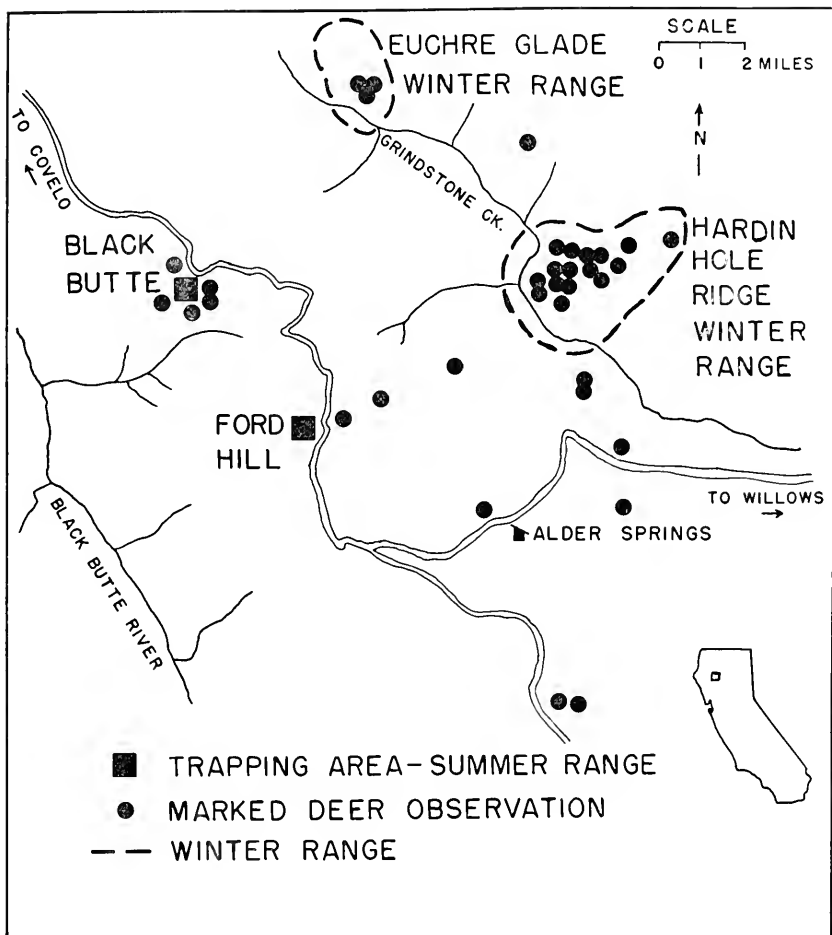 SCALE
0 1 2 MILES
N
EUCHRE GLADE
WINTER RANGE
GRINDSTONE CK.
TO COVELO
BLACK
BUTTE
HARDIN
HOLE
RIDGE
WINTER
RANGE
FORD
HILL
TO WILLOWS
ALDER SPRINGS
BLACK BUTTE RIVER
TRAPPING AREA-SUMMER RANGE
MARKED DEER OBSERVATION
WINTER RANGE